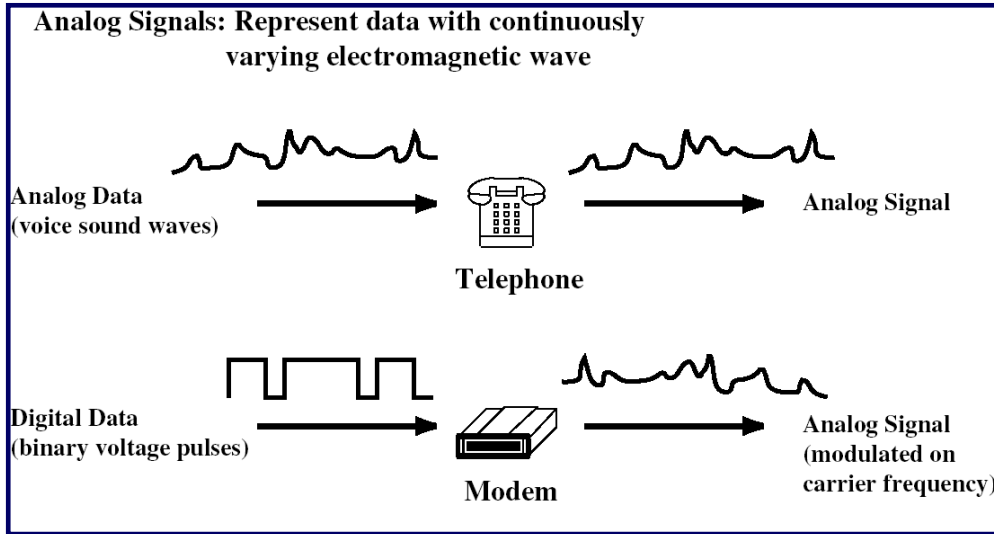 Analog Signals: Represent data with continuously
varying electromagnetic wave
Analog Data
(voice sound waves)
Analog Signal
Telephone
Digital Data
(binary voltage pulses)
Analog Signal
(modulated on
carrier frequency)
Modem